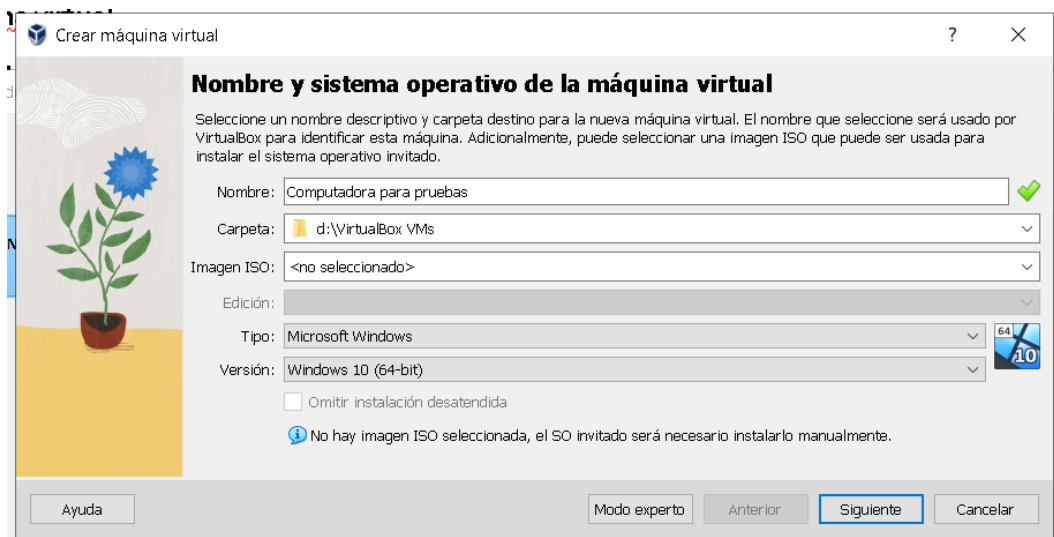 Crear máquina virtual
?
Nombre y sistema operativo de la máquina virtual
Seleccione un nombre descriptivo y carpeta destino para la nueva máquina virtual. El nombre que seleccione será usado por
VirtualBox para identificar esta máquina. Adicionalmente, puede seleccionar una imagen ISO que puede ser usada para
instalar el sistema operativo invitado.
Nombre: Computadora para pruebas
Carpeta: d:\VirtualBox VMs
Imagen ISO: <no seleccionado>
Edición:
Tipo: Microsoft Windows
64
10
Versión: Windows 10 (64-bit)
Omitir instalación desatendida
No hay imagen ISO seleccionada, el SO invitado será necesario instalarlo manualmente.
Ayuda Modo experto Anterior Siguiente Cancelar